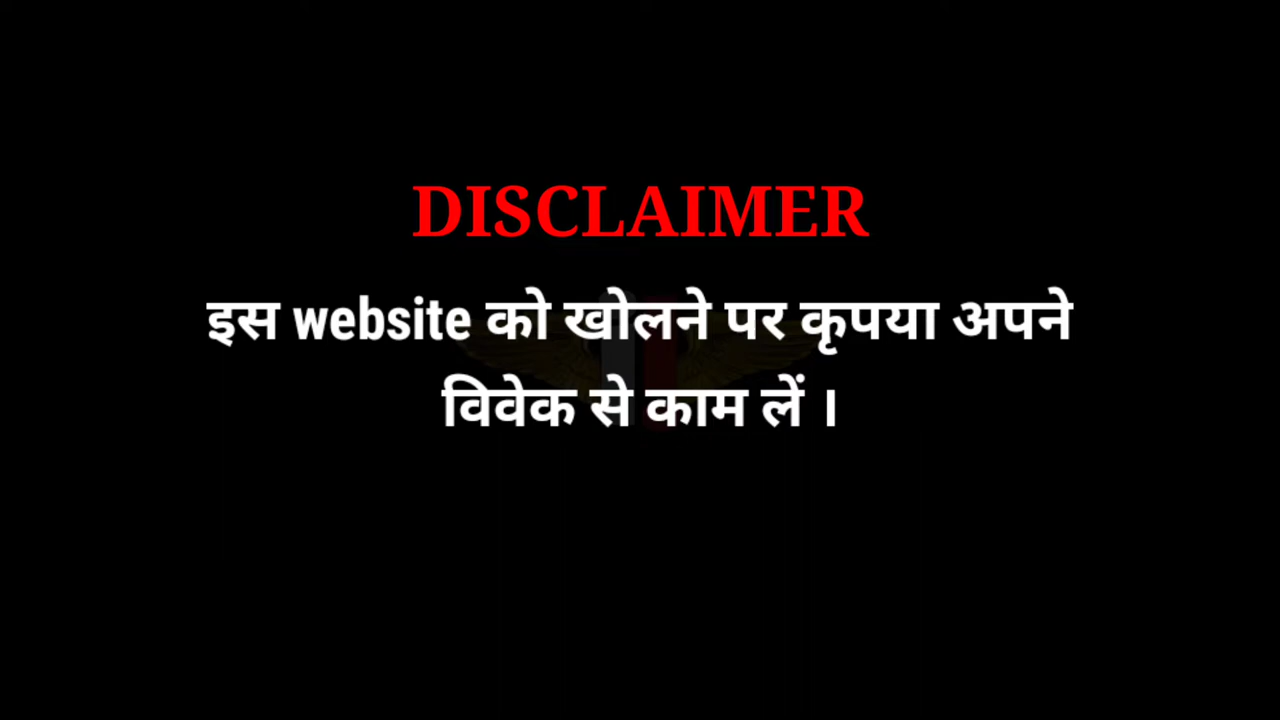 DISCLAIMER
इस website को खोलने पर कृपया अपने
विवेक से काम लें ।